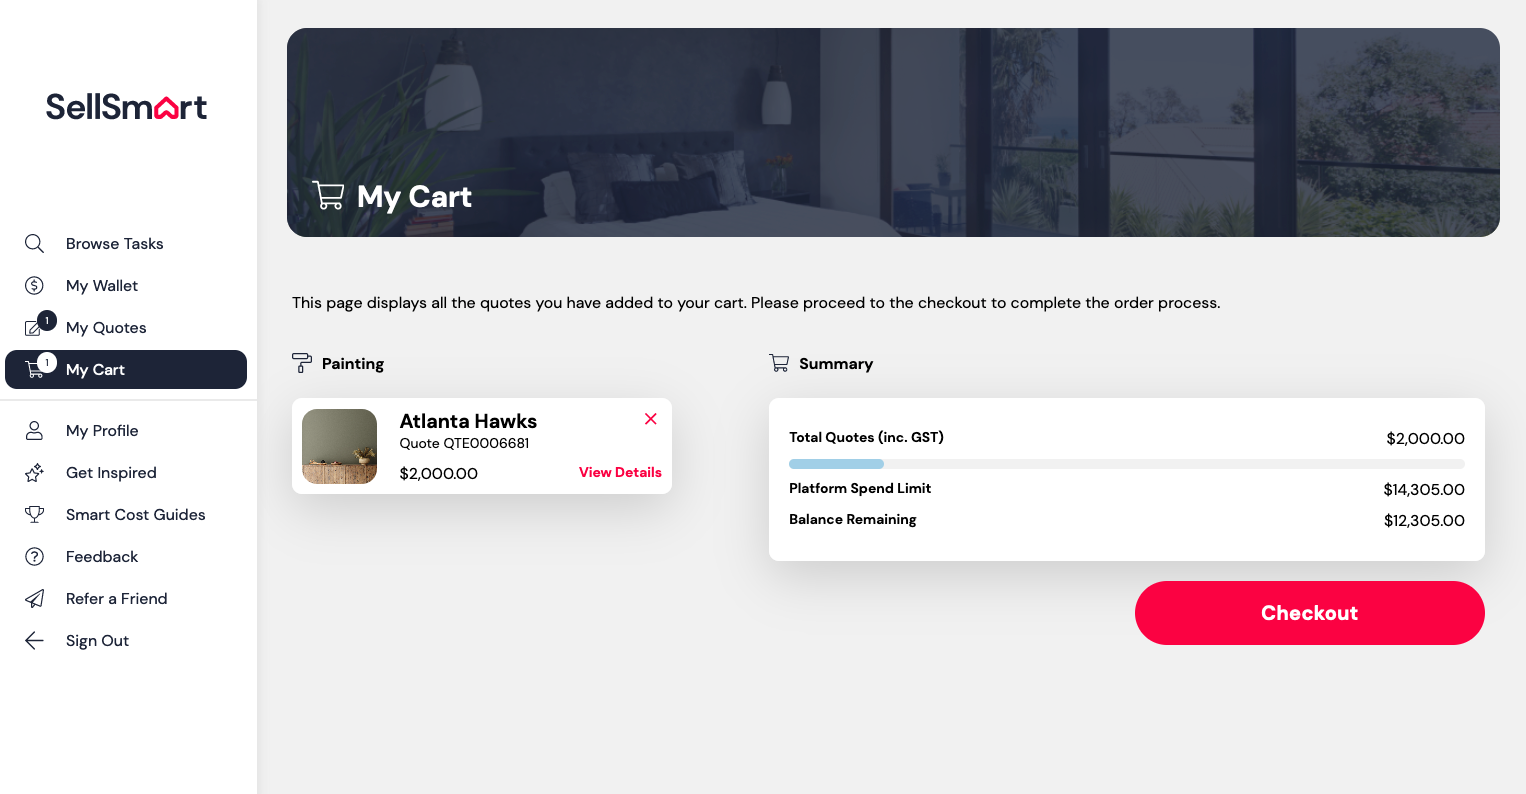 SellSmart
Browse Tasks
My Wallet
1
My Quotes
1
My Cart
My Profile
Get Inspired
Smart Cost Guides
Feedback
Refer a Friend
Sign Out
My Cart
This page displays all the quotes you have added to your cart. Please proceed to the checkout to complete the order process.
Painting
Atlanta Hawks
Quote QTE0006681
$2,000.00 View Details
Summary
Total Quotes (inc. GST) $2,000.00
Platform Spend Limit $14,305.00
Balance Remaining $12,305.00
Checkout